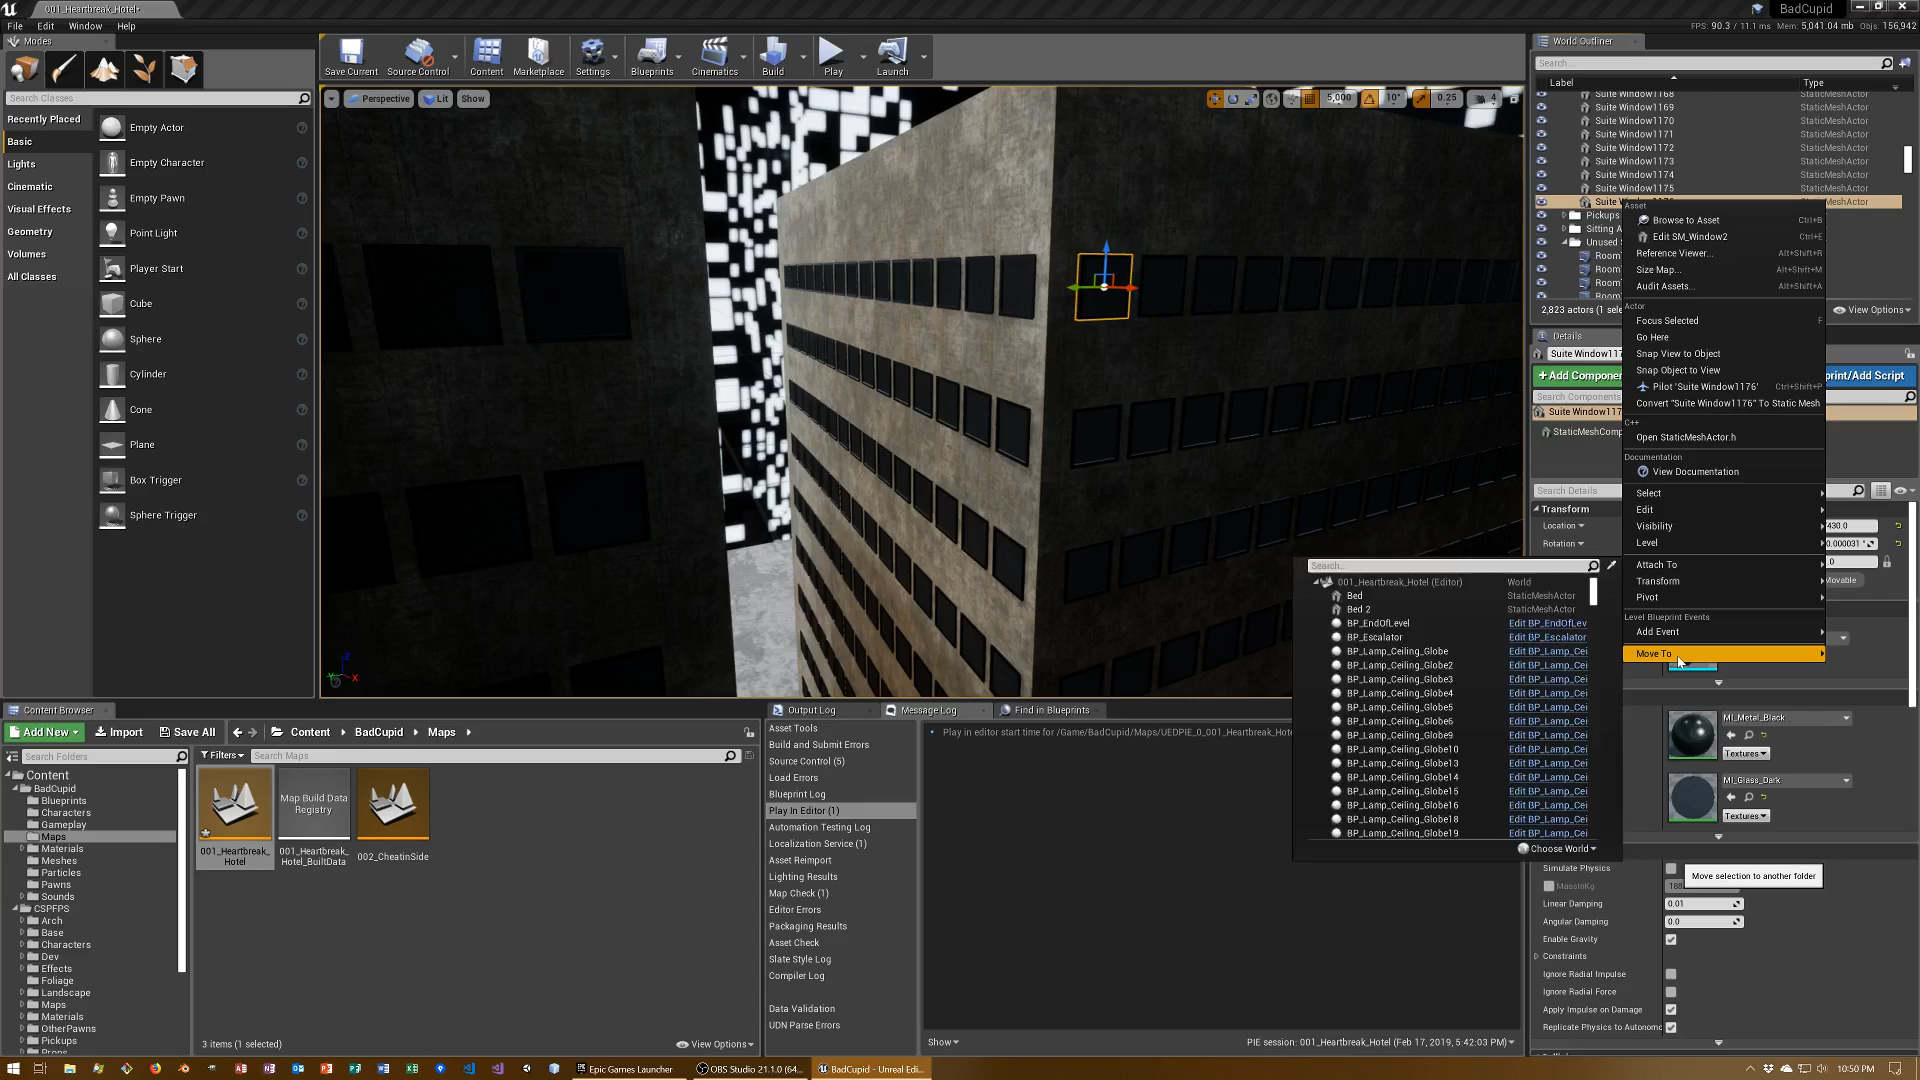 001_Heartbreak_Hotel*
BadCupid
File Edit Window Help
FPS: 90.3 / 11.1 ms Mem: 5,041.04 mb Objs: 156,942
Modes
Search Classes
Recently Placed
Basic
Lights
Cinematic
Visual Effects
Geometry
Volumes
All Classes
Empty Actor
Empty Character
Empty Pawn
Point Light
Player Start
Cube
Sphere
Cylinder
Cone
Plane
Box Trigger
Sphere Trigger
Save Current Source Control Content Marketplace Settings Blueprints Cinematics Build Play Launch
Perspective Lit Show
5,000 10° 0.25 4
World Outliner
Search...
Label Type
Suite Window1168 StaticMeshActor
Suite Window1169 StaticMeshActor
Suite Window1170 StaticMeshActor
Suite Window1171 StaticMeshActor
Suite Window1172 StaticMeshActor
Suite Window1173 StaticMeshActor
Suite Window1174 StaticMeshActor
Suite Window1175 StaticMeshActor
StaticMeshActor
Pickups
Sitting A
Unused
Room
Room
Room
Room
2,823 actors (1 sele
View Options
Details
Suite Window117
+Add Componen
print/Add Script
Search Components
Suite Window117
StaticMeshComp
Search Details
Transform
Location 430.0
Rotation 0.000031 °
.0
Movable
Asset
Browse to Asset Ctrl+B
Edit SM_Window2 Ctrl+E
Reference Viewer... Alt+Shift+R
Size Map... Alt+Shift+M
Audit Assets... Alt+Shift+A
Actor
Focus Selected F
Go Here
Snap View to Object
Snap Object to View
Pilot 'Suite Window1176' Ctrl+Shift+P
Convert "Suite Window1176" To Static Mesh
C++
Open StaticMeshActor.h
Documentation
View Documentation
Select
Edit
Visibility
Level
Attach To
Transform
Pivot
Level Blueprint Events
Add Event
Move To
Search...
001_Heartbreak_Hotel (Editor) World
Bed StaticMeshActor
Bed 2 StaticMeshActor
BP_EndOfLevel Edit BP_EndOfLev
BP_Escalator Edit BP_Escalator
BP_Lamp_Ceiling_Globe Edit BP_Lamp_Cei
BP_Lamp_Ceiling_Globe2 Edit BP_Lamp_Cei
BP_Lamp_Ceiling_Globe3 Edit BP_Lamp_Cei
BP_Lamp_Ceiling_Globe4 Edit BP_Lamp_Cei
BP_Lamp_Ceiling_Globe5 Edit BP_Lamp_Cei
BP_Lamp_Ceiling_Globe6 Edit BP_Lamp_Cei
BP_Lamp_Ceiling_Globe9 Edit BP_Lamp_Cei
BP_Lamp_Ceiling_Globe10 Edit BP_Lamp_Cei
BP_Lamp_Ceiling_Globe13 Edit BP_Lamp_Cei
BP_Lamp_Ceiling_Globe14 Edit BP_Lamp_Cei
BP_Lamp_Ceiling_Globe15 Edit BP_Lamp_Cei
BP_Lamp_Ceiling_Globe16 Edit BP_Lamp_Cei
BP_Lamp_Ceiling_Globe18 Edit BP_Lamp_Cei
BP_Lamp_Ceiling_Globe19 Edit BP_Lamp_Cei
Choose World
MI_Metal_Black
Textures
MI_Glass_Dark
Textures
Simulate Physics
Move selection to another folder
MassInKg
Linear Damping 0.01
Angular Damping 0.0
Enable Gravity
Constraints
Ignore Radial Impulse
Ignore Radial Force
Apply Impulse on Damage
Replicate Physics to Autonomo
Content Browser
Add New Import Save All Content BadCupid Maps
Search Folders
Filters Search Maps
Content
BadCupid
Blueprints
Characters
Gameplay
Maps
Materials
Meshes
Particles
Pawns
Sounds
CSPFPS
Arch
Base
Characters
Dev
Effects
Foliage
Landscape
Maps
Materials
OtherPawns
Pickups
Props
001_Heartbreak_
Hotel
Map Build Data
Registry
001_Heartbreak_
Hotel_BuiltData
002_CheatinSide
3 items (1 selected)
View Options
Output Log Message Log Find in Blueprints
Asset Tools
Build and Submit Errors
Source Control (5)
Load Errors
Blueprint Log
Play In Editor (1)
Automation Testing Log
Localization Service (1)
Asset Reimport
Lighting Results
Map Check (1)
Editor Errors
Packaging Results
Asset Check
Slate Style Log
Compiler Log
Data Validation
UDN Parse Errors
Play in editor start time for /Game/BadCupid/Maps/UEDPIE_0_001_Heartbreak_Hote
Show
PIE session: 001_Heartbreak_Hotel (Feb 17, 2019, 5:42:03 PM)
Epic Games Launcher
OBS Studio 21.1.0 (64...
BadCupid - Unreal Edi...
10:50 PM